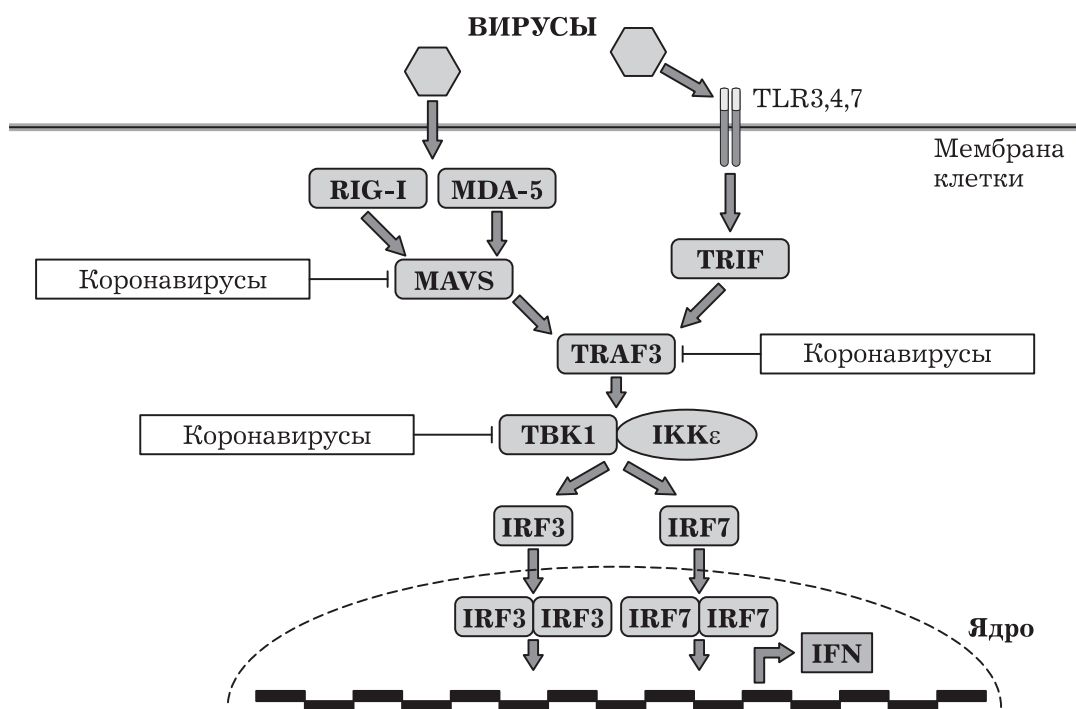 ВИРУСЫ
TLR3,4,7
Мембрана
клетки
RIG-I
MDA-5
TRIF
Коронавирусы
MAVS
TRAF3
Коронавирусы
Коронавирусы
TBK1
IKKε
IRF3
IRF7
IRF3
IRF3
IRF7
IRF7
Ядро
IFN